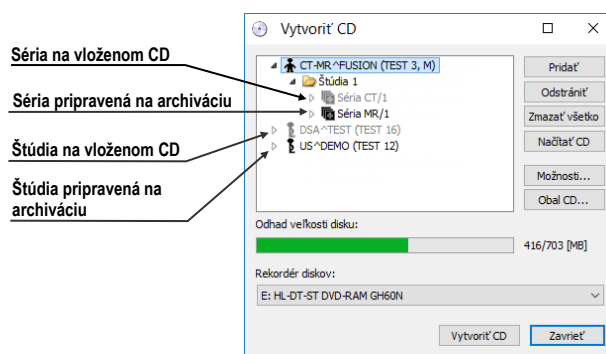 Séria na vloženom CD
Séria pripravená na archiváciu
Štúdia na vloženom CD
Štúdia pripravená na
archiváciu
Vytvoriť CD
CT-MR^FUSION (TEST 3, M)
Štúdia 1
Séria CT/1
Séria MR/1
DSA^TEST (TEST 16)
US^DEMO (TEST 12)
Pridať
Odstrániť
Zmazať všetko
Načítať CD
Možnosti...
Obal CD...
Odhad veľkosti disku:
416/703 [MB]
Rekordér diskov:
E: HL-DT-ST DVD-RAM GH60N
Vytvoriť CD
Zavrieť